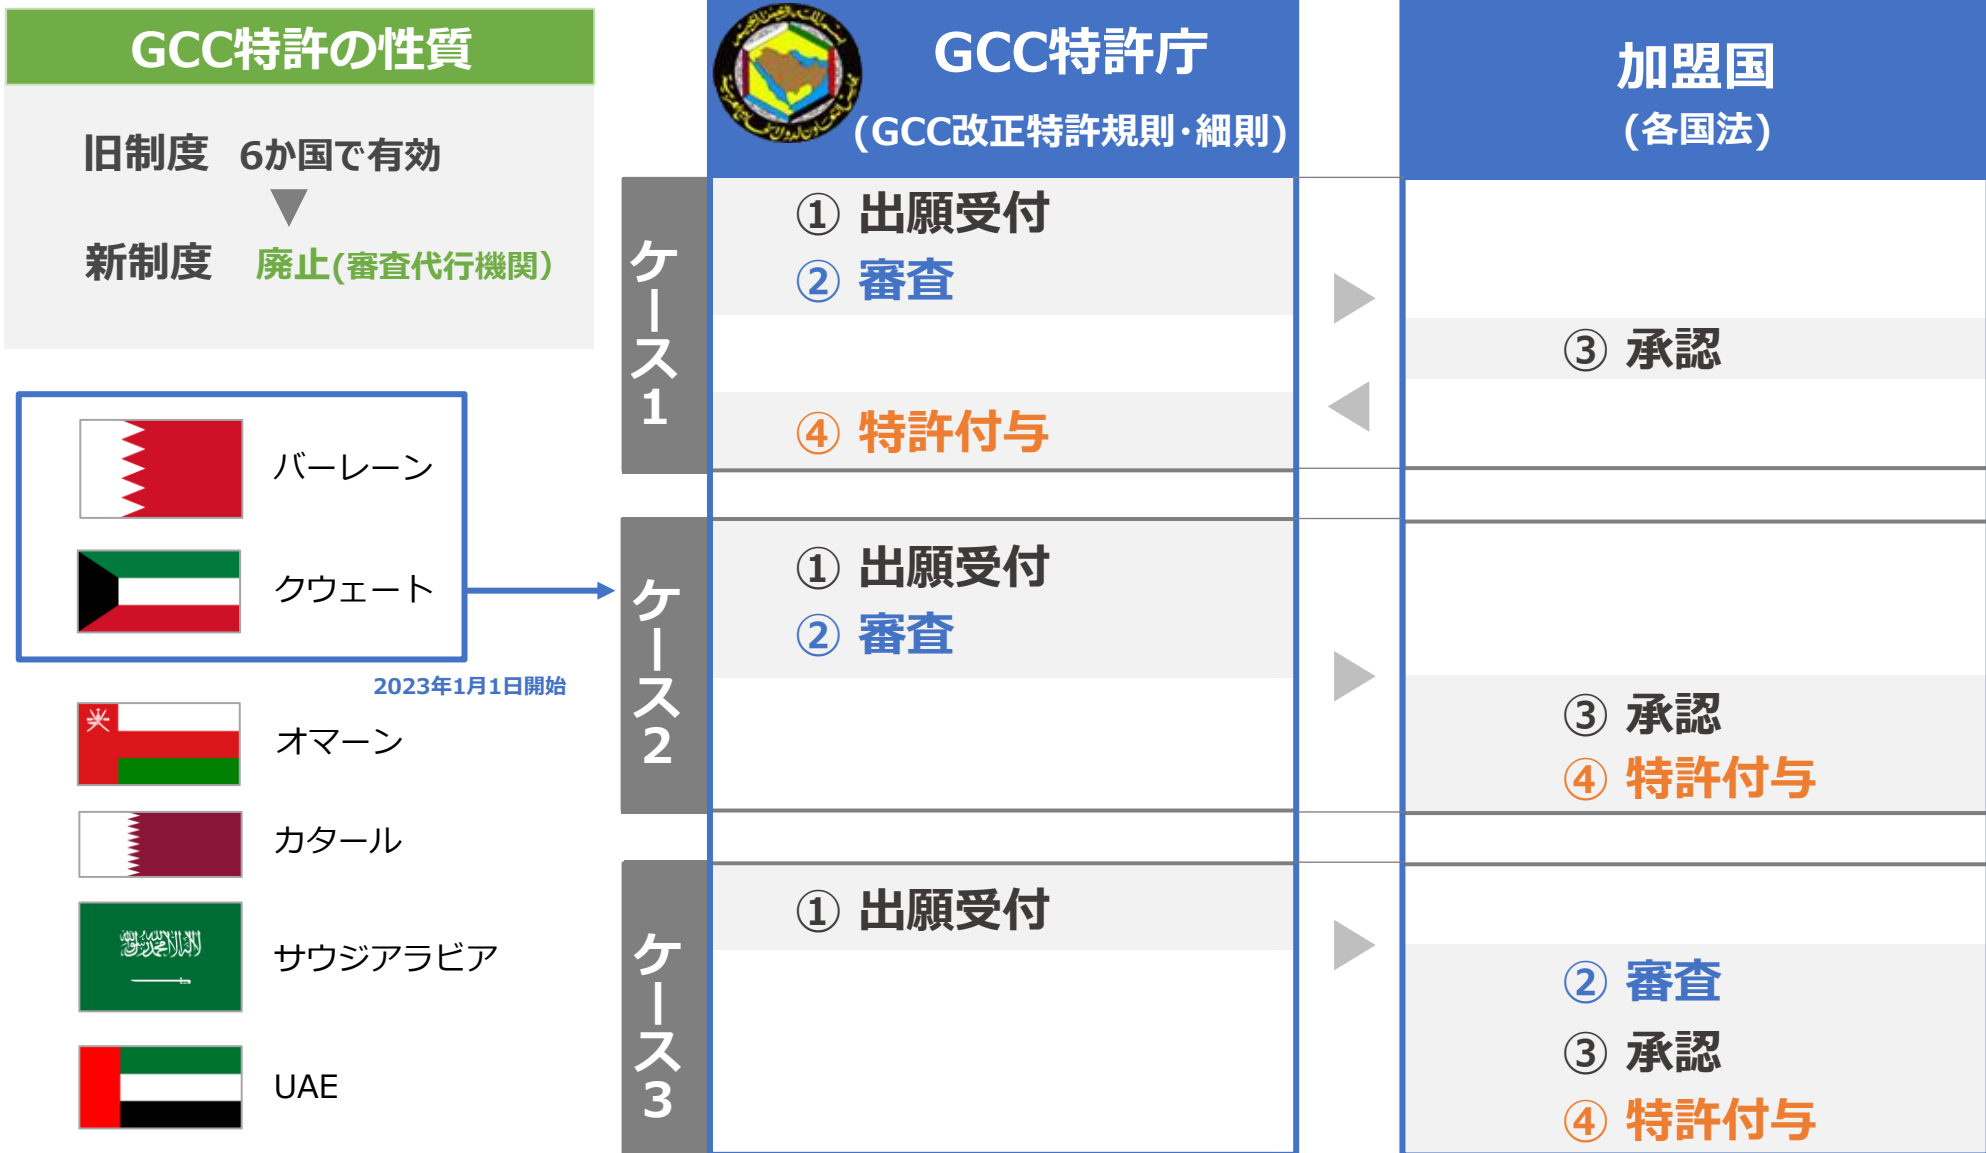 GCC特許の性質
旧制度 6か国で有効
新制度 廃止(審査代行機関)
バーレーン
クウェート
2023年1月1日開始
オマーン
カタール
サウジアラビア
UAE
GCC特許庁
(GCC改正特許規則･細則)
加盟国
(各国法)
ケース1
① 出願受付
② 審査
③ 承認
④ 特許付与
ケース2
① 出願受付
② 審査
③ 承認
④ 特許付与
ケース3
① 出願受付
② 審査
③ 承認
④ 特許付与